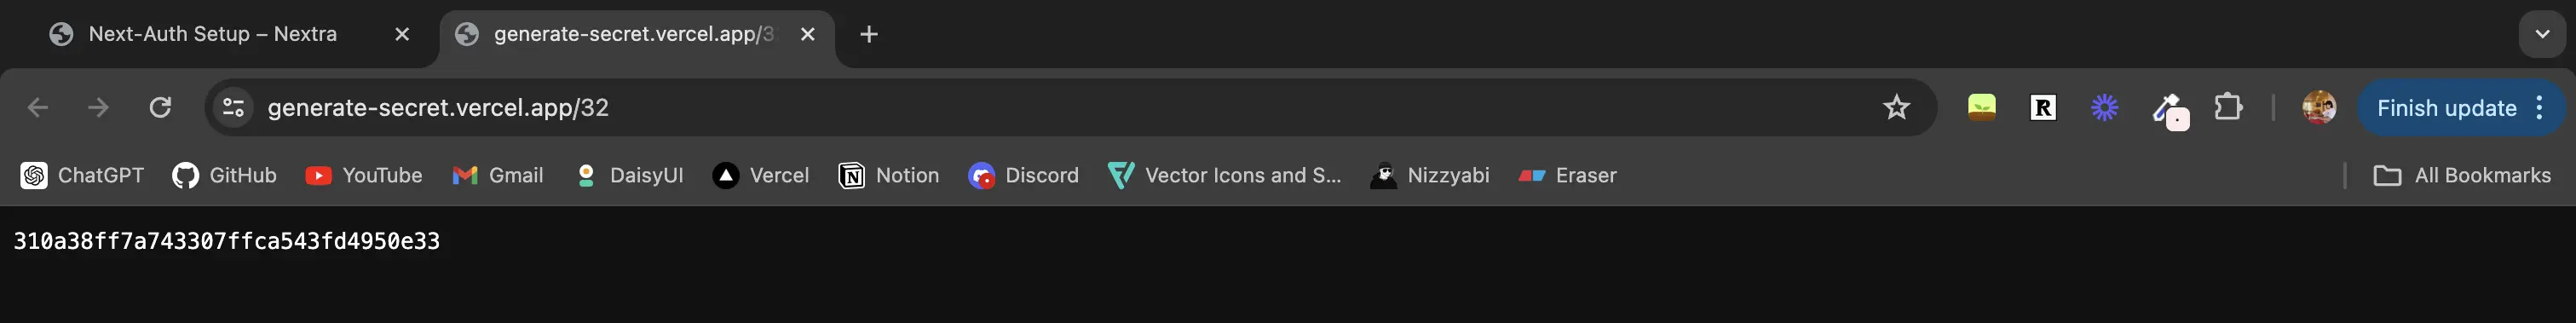 Next-Auth Setup – Nextra
generate-secret.vercel.app/3
generate-secret.vercel.app/32
Finish update
ChatGPT GitHub YouTube Gmail DaisyUI Vercel Notion Discord Vector Icons and S... Nizzyabi Eraser All Bookmarks
310a38ff7a743307ffca543fd4950e33